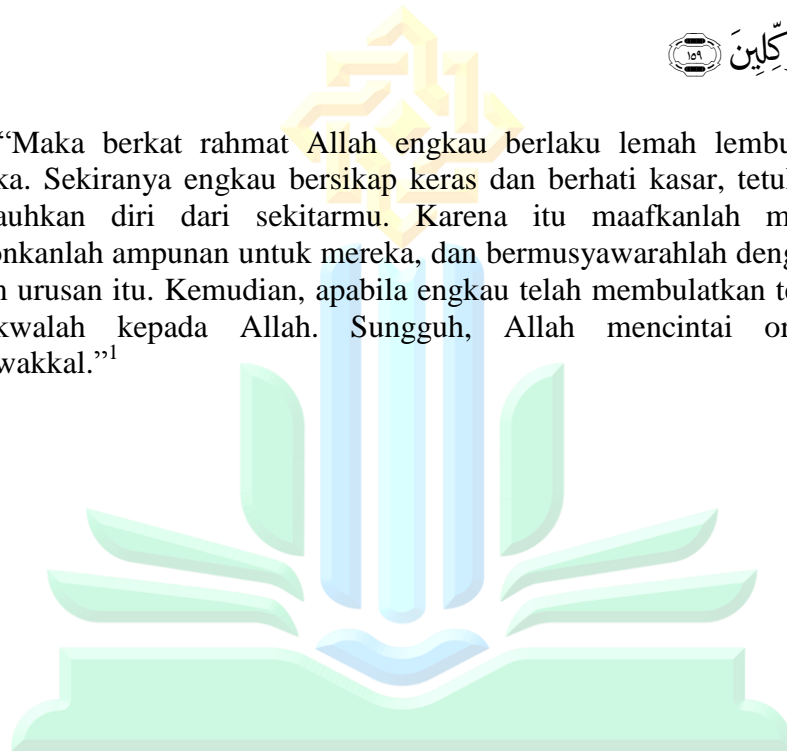 كِّلِينَ ١٥٩
“Maka berkat rahmat Allah engkau berlaku lemah lembu
ka. Sekiranya engkau bersikap keras dan berhati kasar, tetu
auhkan diri dari sekitarmu. Karena itu maafkanlah m
onkanlah ampunan untuk mereka, dan bermusyawarahlah deng
n urusan itu. Kemudian, apabila engkau telah membulatkan te
kwalah kepada Allah. Sungguh, Allah mencintai or
wakkal.”1